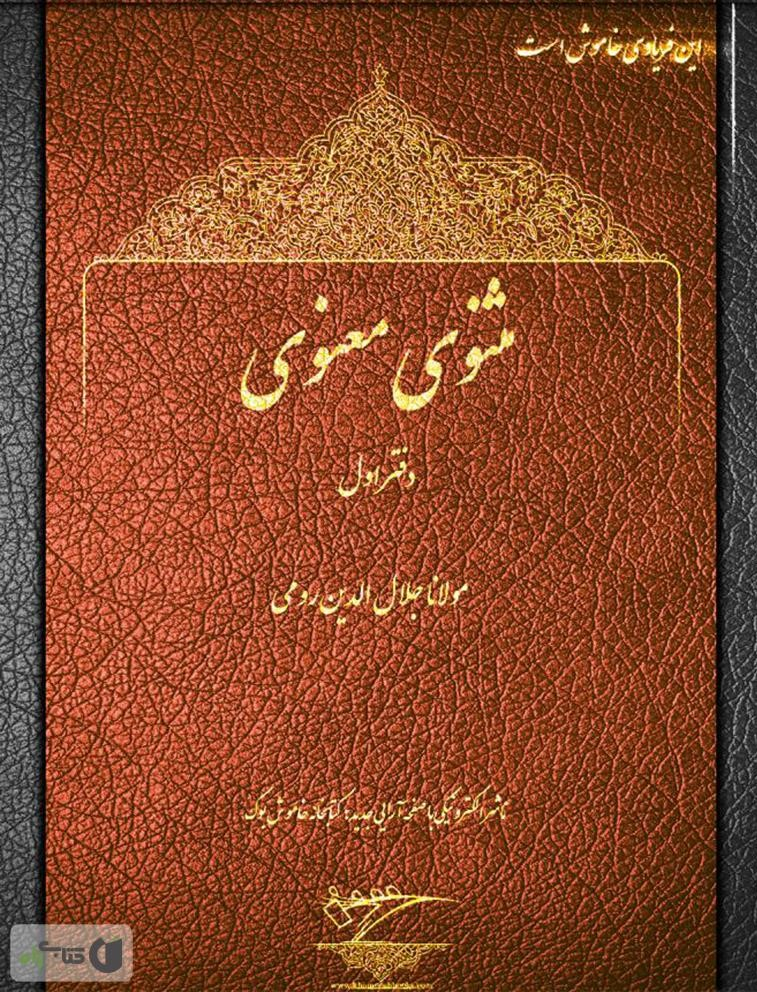 این فریادی خاموش است
مثنوی معنوی
دفتر اول
مولانا جلال الدین رومی
ناشر الکترونیکی با صفحه آرایی جدید: کتابخانه خاموش بوک
کتابراه